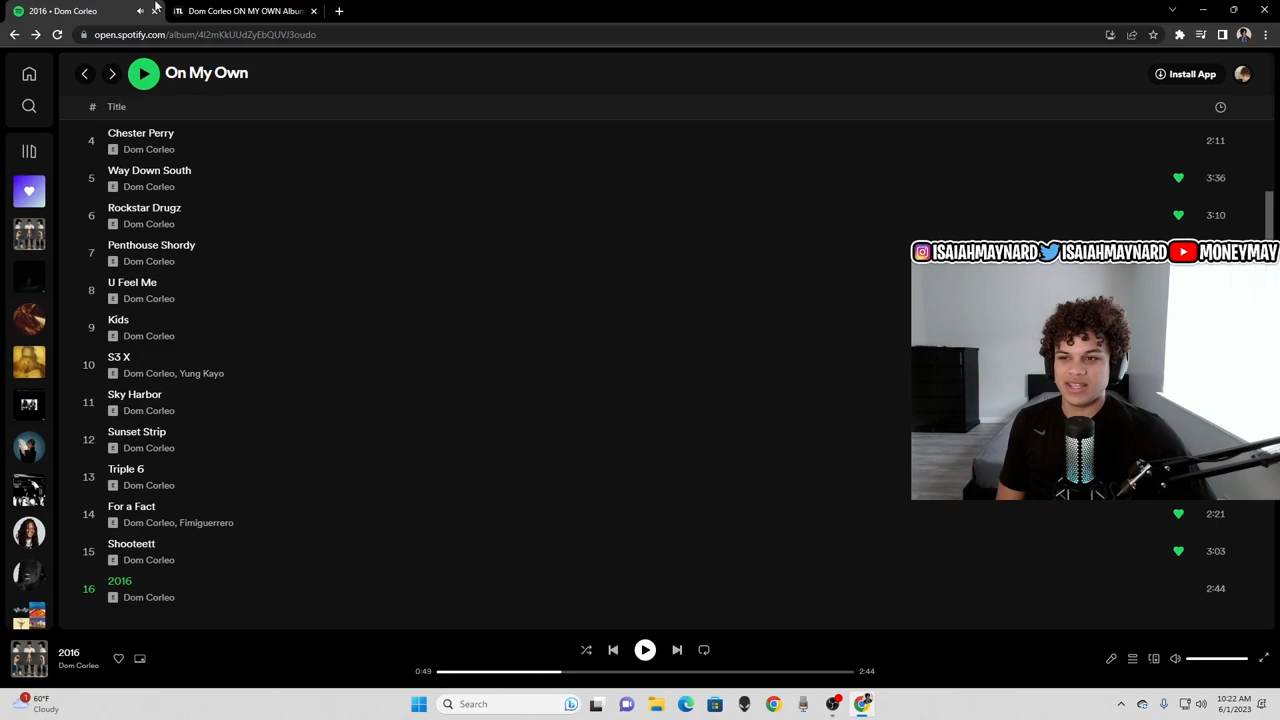 2016 • Dom Corleo
Dom Corleo ON MY OWN Album
open.spotify.com/album/4l2mKkUUdZyEbQUVJ3oudo
On My Own
Install App
# Title
4 Chester Perry 2:11
E Dom Corleo
5 Way Down South 3:36
E Dom Corleo
6 Rockstar Drugz 3:10
E Dom Corleo
7 Penthouse Shordy
E Dom Corleo
ISAIAHMAYNARD ISAIAHMAYNARD MONEYMAY
8 U Feel Me
E Dom Corleo
9 Kids
E Dom Corleo
10 S3 X
E Dom Corleo, Yung Kayo
11 Sky Harbor
E Dom Corleo
12 Sunset Strip
E Dom Corleo
13 Triple 6
E Dom Corleo
14 For a Fact 2:21
E Dom Corleo, Fimiguerrero
15 Shooteett 3:03
E Dom Corleo
16 2016 2:44
E Dom Corleo
2016
Dom Corleo
0:49 2:44
1 60°F
Cloudy
Search
10:22 AM
6/1/2023